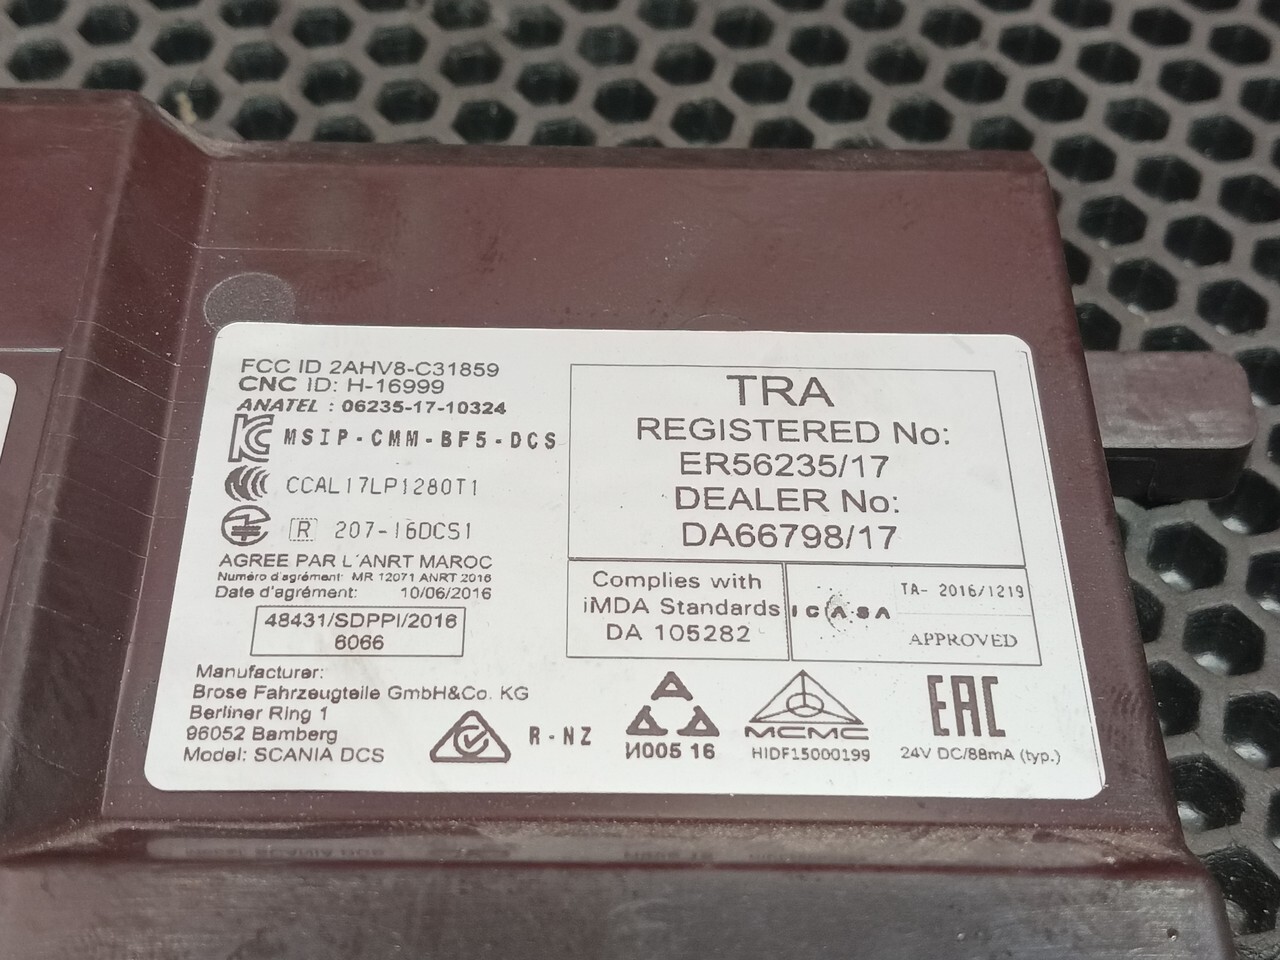 FCC ID 2AHV8-C31859
CNC ID: H-16999
ANATEL : 06235-17-10324
MSIP-CMM-BF5-DCS
CCAL17LP1280T1
R 207-16DCS1
AGREE PAR L'ANRT MAROC
Numéro d'agrément: MR 12071 ANRT 2016
Date d'agrément: 10/06/2016
48431/SDPPI/2016
6066
Manufacturer:
Brose Fahrzeugteile GmbH&Co. KG
Berliner Ring 1
96052 Bamberg
Model: SCANIA DCS
R-NZ
TRA
REGISTERED No:
ER56235/17
DEALER No:
DA66798/17
Complies with
iMDA Standards
DA 105282
ICASA
TA- 2016/1219
APPROVED
И005 16
MCMC
HIDF15000199
EAC
24V DC/88mA (typ.)